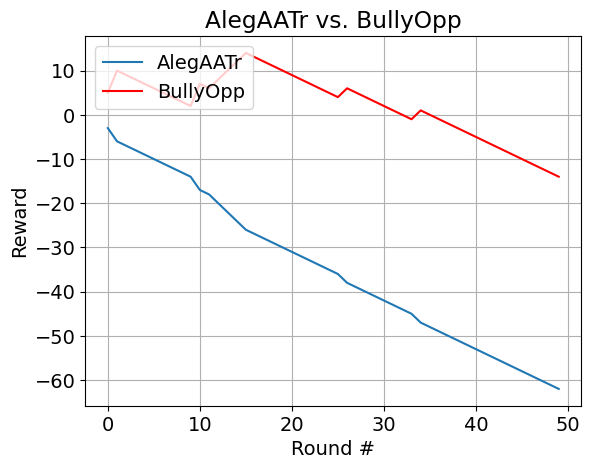 AlegAATr vs. BullyOpp
AlegAATr
BullyOpp
Reward
10
0
−10
−20
−30
−40
−50
−60
0 10 20 30 40 50
Round #